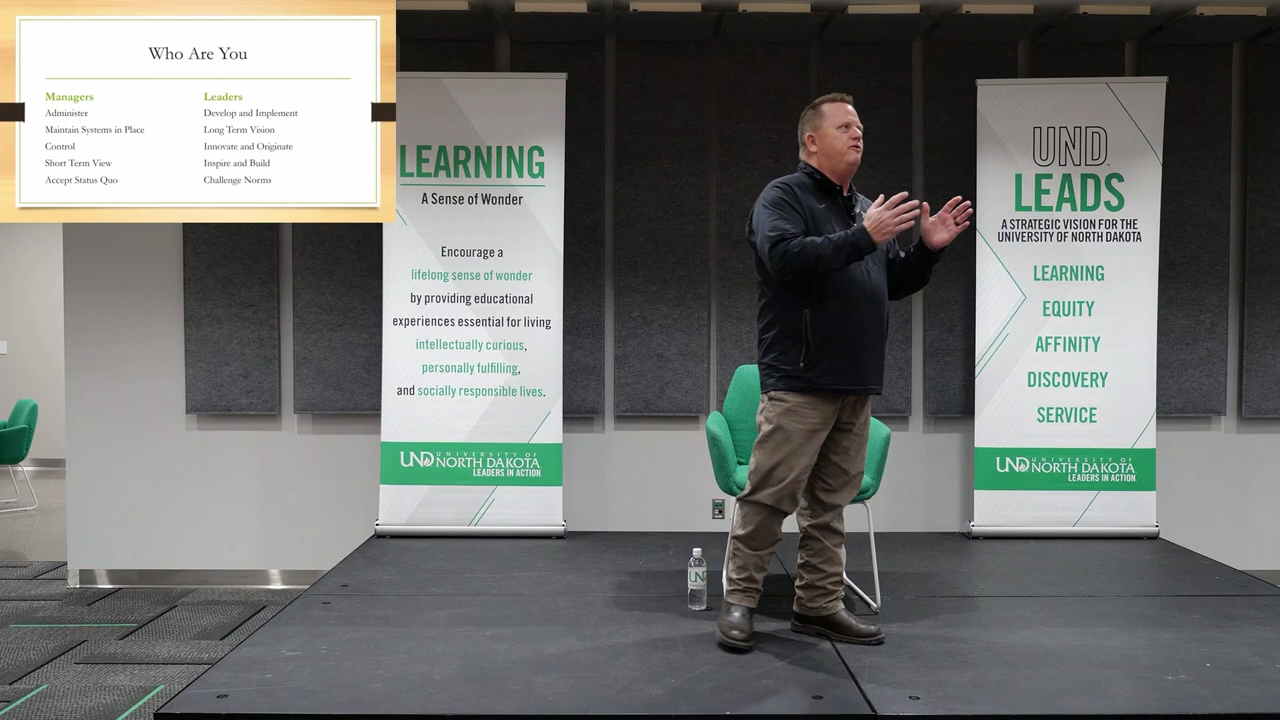 Who Are You
Managers
Administer
Maintain Systems in Place
Control
Short Term View
Accept Status Quo
Leaders
Develop and Implement
Long Term Vision
Innovate and Originate
Inspire and Build
Challenge Norms
LEARNING
A Sense of Wonder
Encourage a
lifelong sense of wonder
by providing educational
experiences essential for living
intellectually curious,
personally fulfilling,
and socially responsible lives.
UND UNIVERSITY OF
NORTH DAKOTA
LEADERS IN ACTION
UND
LEADS
A STRATEGIC VISION FOR THE
UNIVERSITY OF NORTH DAKOTA
LEARNING
EQUITY
AFFINITY
DISCOVERY
SERVICE
UND UNIVERSITY OF
NORTH DAKOTA
LEADERS IN ACTION
UND